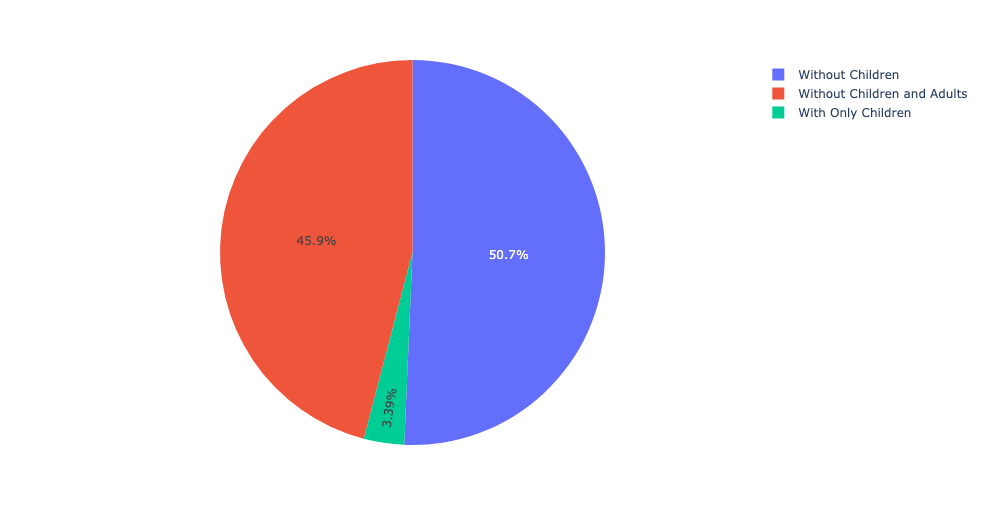 Without Children
Without Children and Adults
With Only Children
45.9%
50.7%
3.39%